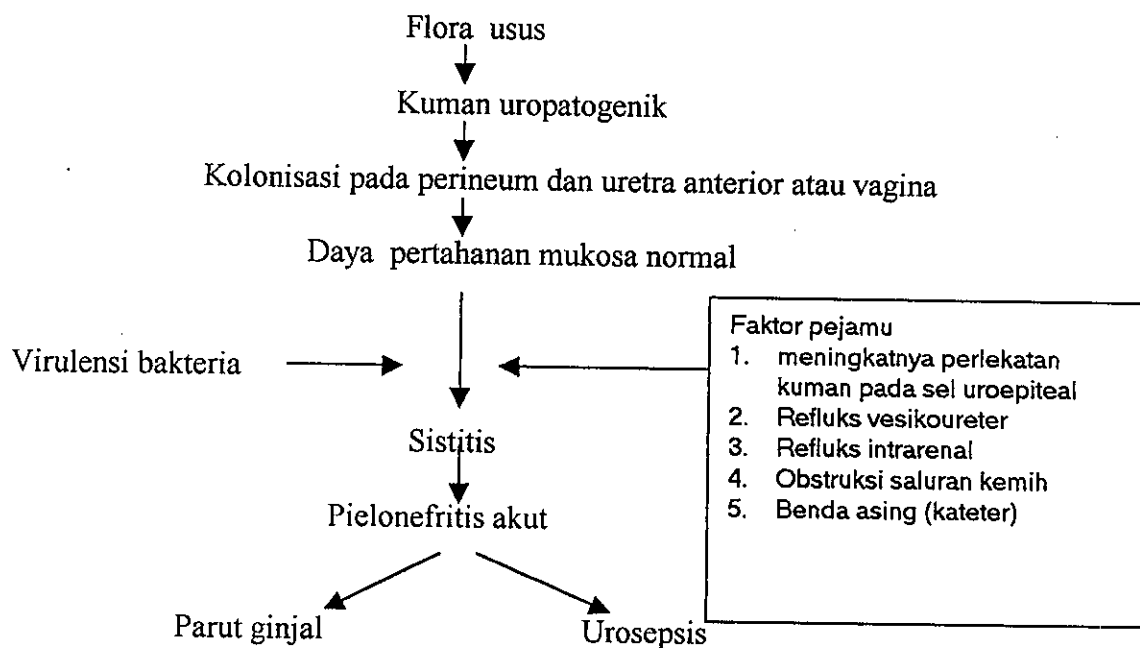 Flora usus
Kuman uropatogenik
Kolonisasi pada perineum dan uretra anterior atau vagina
Daya pertahanan mukosa normal
Virulensi bakteria
Faktor pejamu
1. meningkatnya perlekatan
kuman pada sel uroepiteal
2. Refluks vesikoureter
3. Refluks intrarenal
4. Obstruksi saluran kemih
5. Benda asing (kateter)
Sistitis
Pielonefritis akut
Parut ginjal
Urosepsis